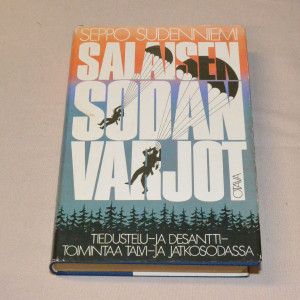 SEPPO SUDENNIEMI
SALAISEN
SODAN
VARJOT
OTAVA
TIEDUSTELU-JA DESANTTI-
TOIMINTAA TALVI-JA JATKOSODASSA